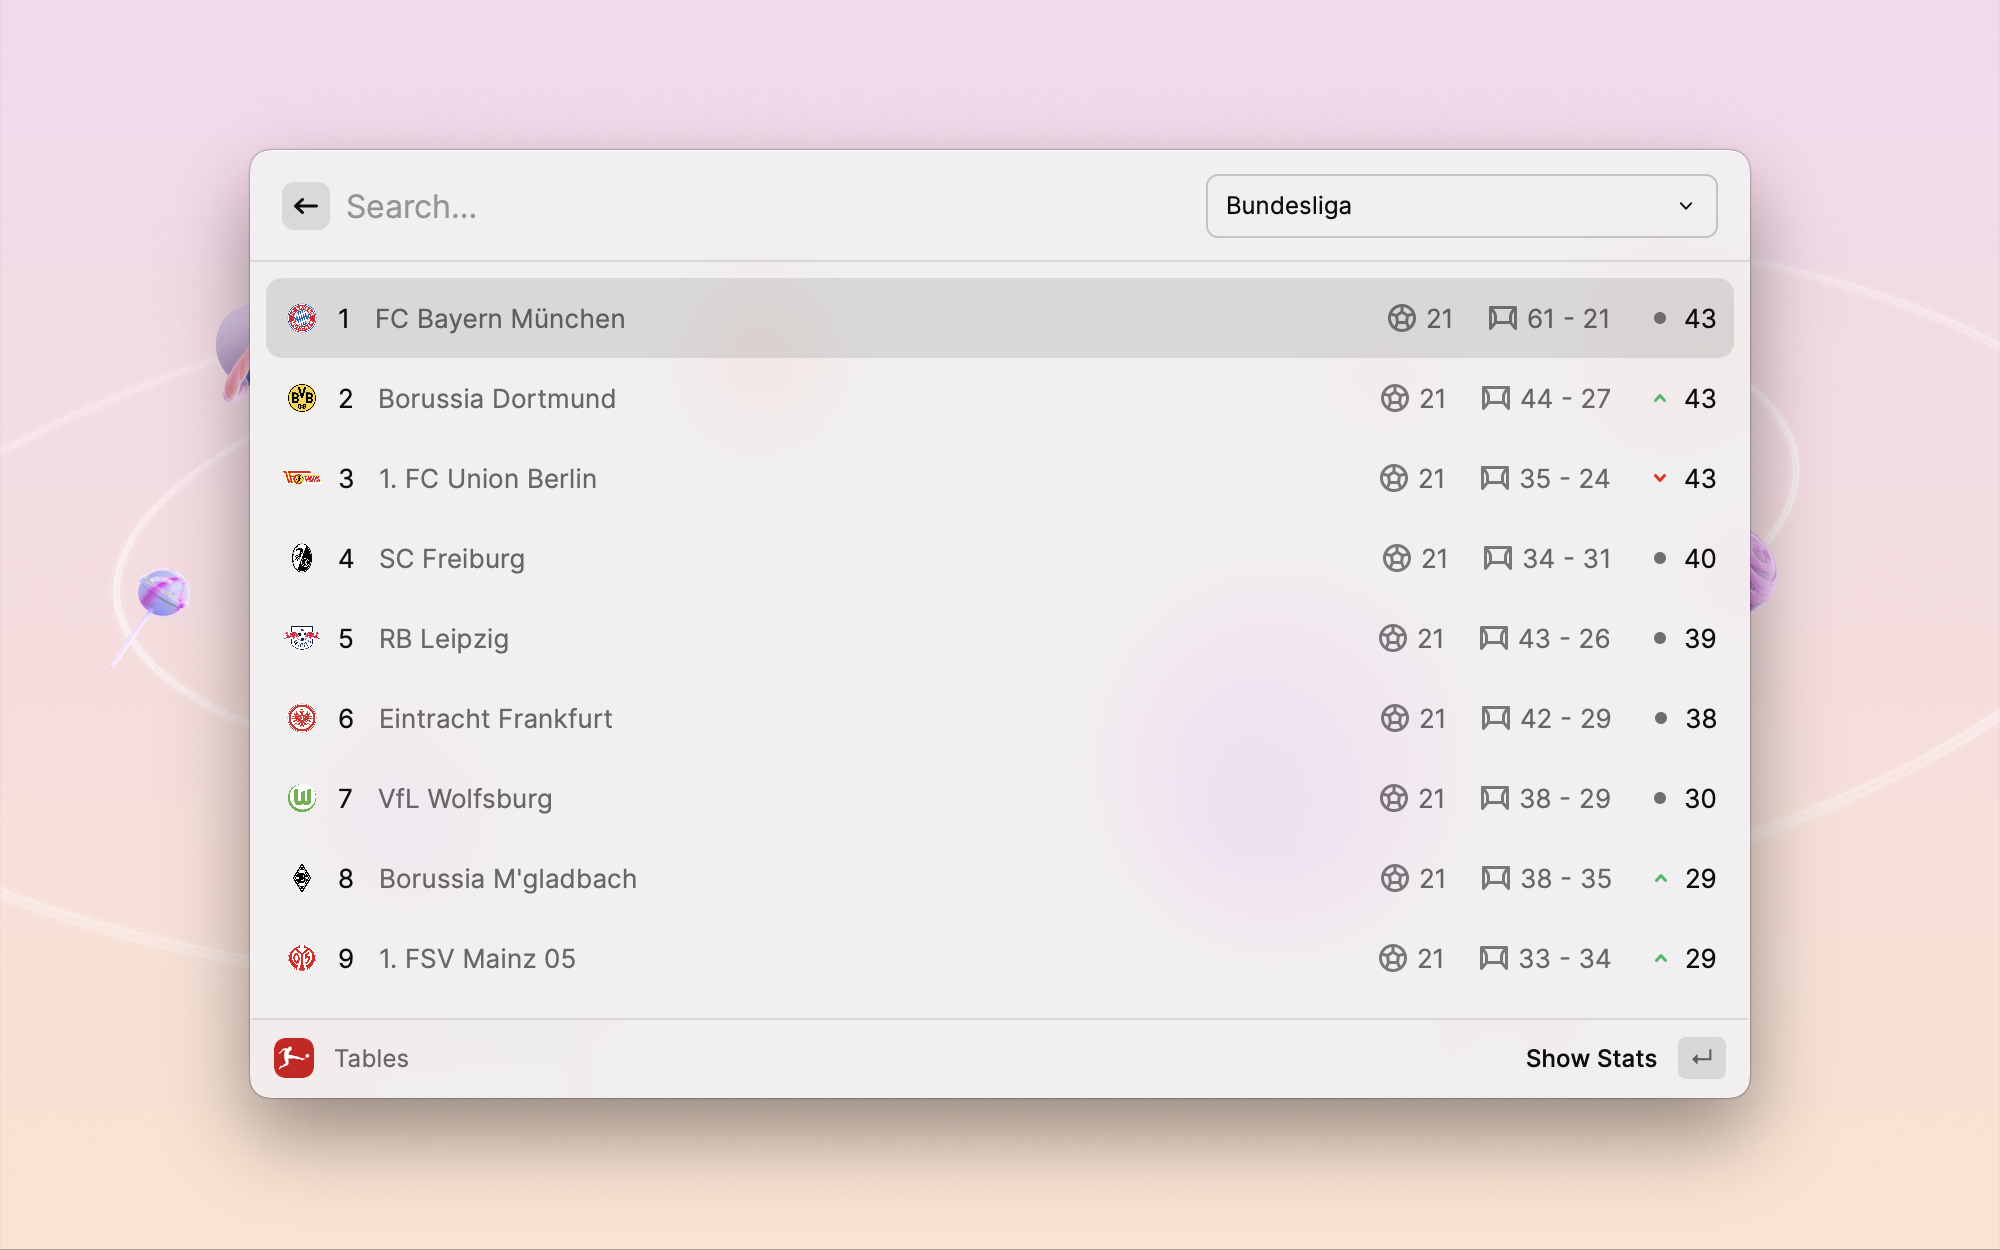 Search...
Bundesliga
1 FC Bayern München 21 61 - 21 43
2 Borussia Dortmund 21 44 - 27 43
3 1. FC Union Berlin 21 35 - 24 43
4 SC Freiburg 21 34 - 31 40
5 RB Leipzig 21 43 - 26 39
6 Eintracht Frankfurt 21 42 - 29 38
7 VfL Wolfsburg 21 38 - 29 30
8 Borussia M'gladbach 21 38 - 35 29
9 1. FSV Mainz 05 21 33 - 34 29
Tables
Show Stats